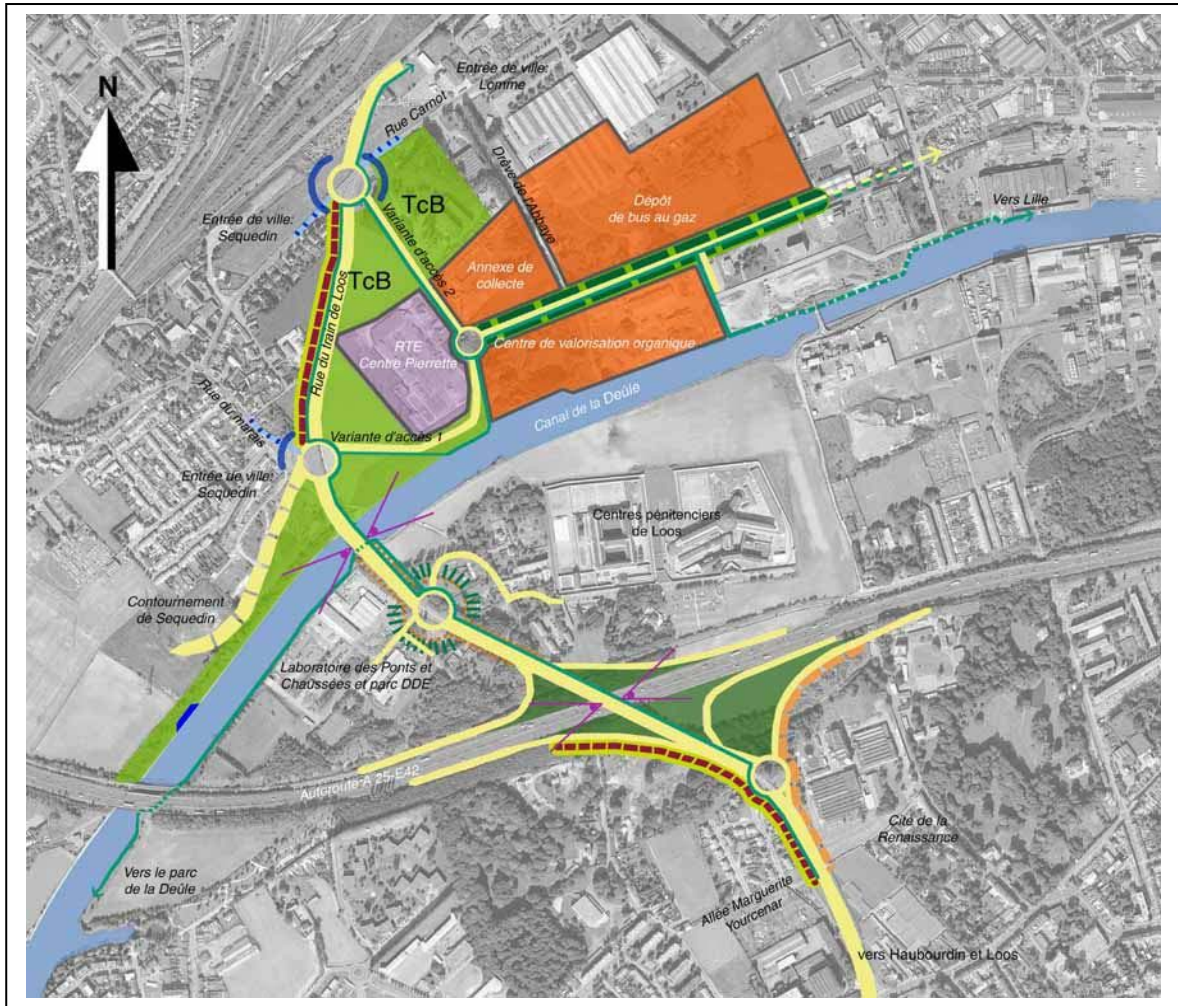 N
Entrée de ville:
Lomme
Rue Carnot
Drève de l'Abbaye
TcB
Entrée de ville:
Sequedin
Variante d'accès 2
Dépôt
de bus au gaz
Vers Lille
TcB
Annexe de
collecte
Rue du train de Loos
RTE
Centre Pierrette
Centre de valorisation organique
Canal de la Deûle
Rue du marais
Variante d'accès 1
Entrée de ville:
Sequedin
Centres pénitenciers
de Loos
Contournement
de Sequedin
Laboratoire des Ponts et
Chaussées et parc DDE
Autoroute A 25-E42
Cité de la
Renaissance
Vers le parc
de la Deûle
Allée Marguerite
Yourcenar
vers Haubourdin et Loos